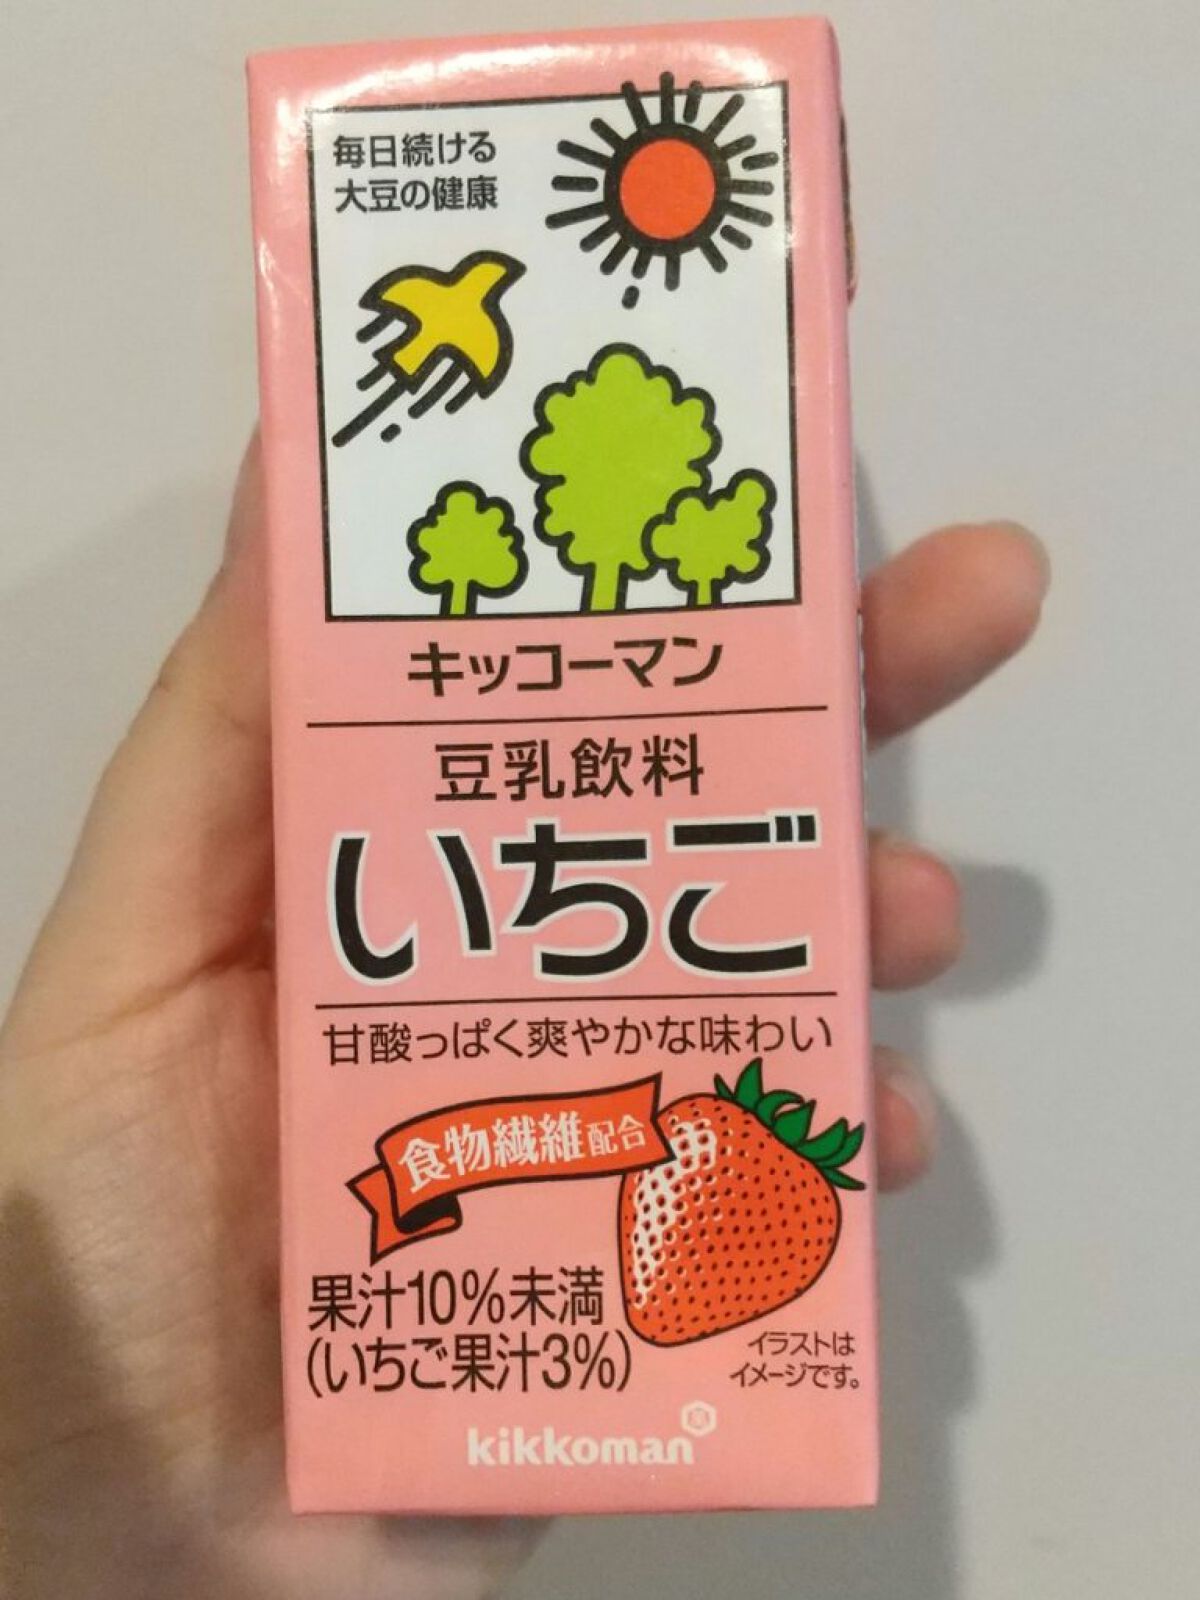 毎日続ける
大豆の健康
キッコーマン
豆乳飲料
いちご
甘酸っぱく爽やかな味わい
食物繊維配合
果汁10%未満
(いちご果汁3%)
イラストは
イメージです。
kikkoman